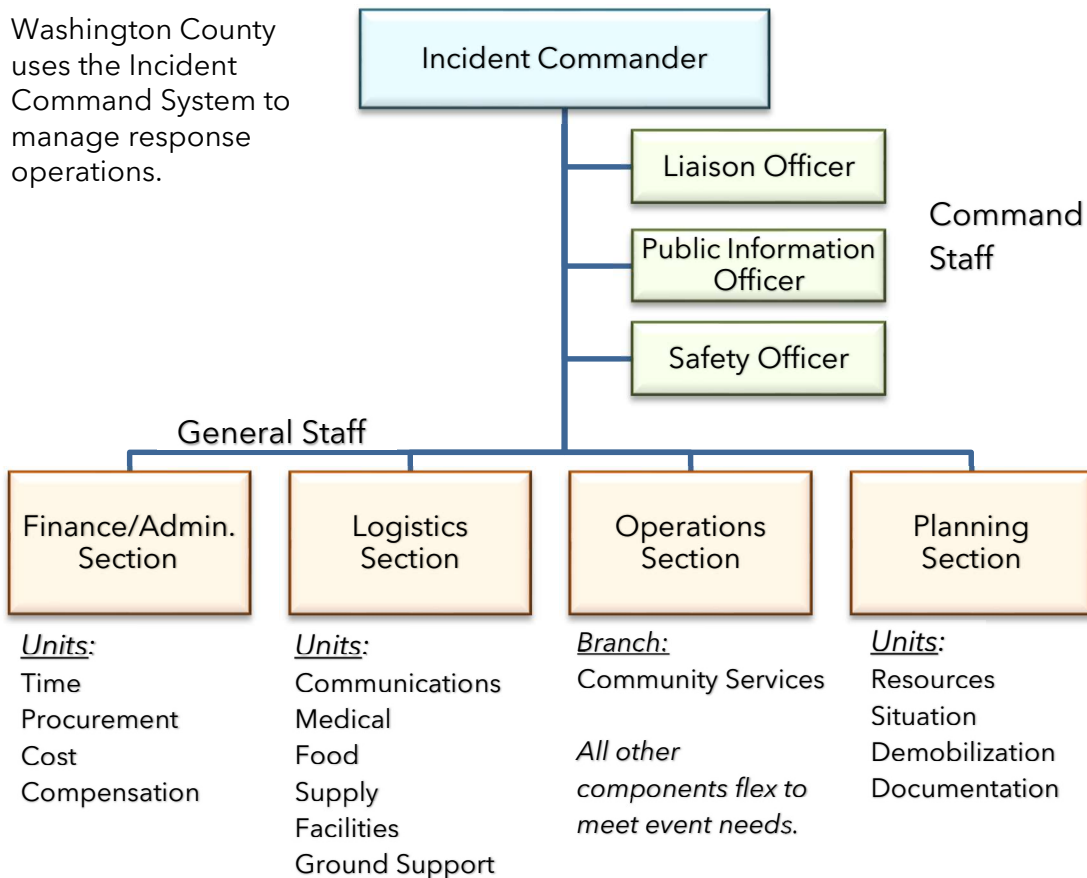 Washington County
uses the Incident
Command System to
manage response
operations.
Incident Commander
Liaison Officer
Public Information
Officer
Safety Officer
Command
Staff
General Staff
Finance/Admin.
Section
Logistics
Section
Operations
Section
Planning
Section
Units:
Time
Procurement
Cost
Compensation
Units:
Communications
Medical
Food
Supply
Facilities
Ground Support
Branch:
Community Services
All other
components flex to
meet event needs.
Units:
Resources
Situation
Demobilization
Documentation